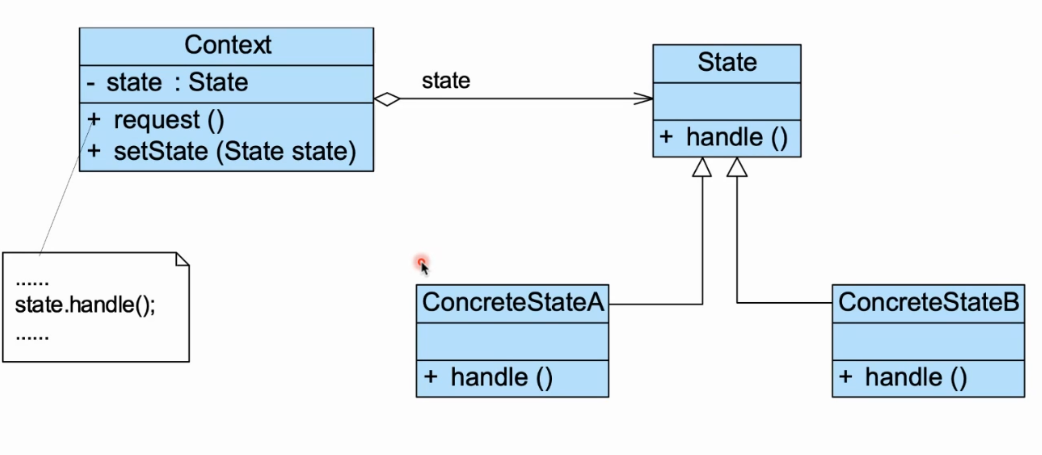 Context
- state : State
+ request ()
+ setState (State state)
state
State
+ handle ()
......
state.handle();
......
ConcreteStateA
+ handle ()
ConcreteStateB
+ handle ()